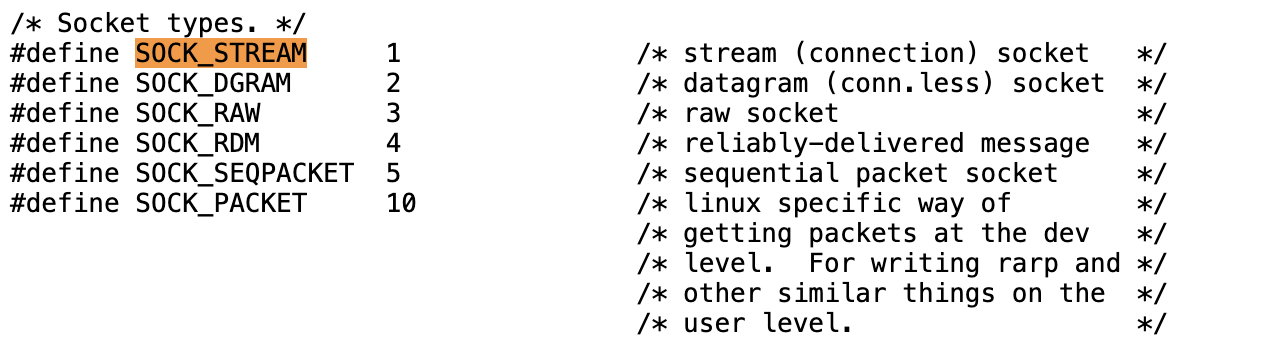 /* Socket types. */
#define SOCK_STREAM     1               /* stream (connection) socket   */
#define SOCK_DGRAM      2               /* datagram (conn.less) socket  */
#define SOCK_RAW        3               /* raw socket                   */
#define SOCK_RDM        4               /* reliably-delivered message   */
#define SOCK_SEQPACKET  5               /* sequential packet socket     */
#define SOCK_PACKET     10              /* linux specific way of        */
                                        /* getting packets at the dev   */
                                        /* level.  For writing rarp and */
                                        /* other similar things on the  */
                                        /* user level.                  */